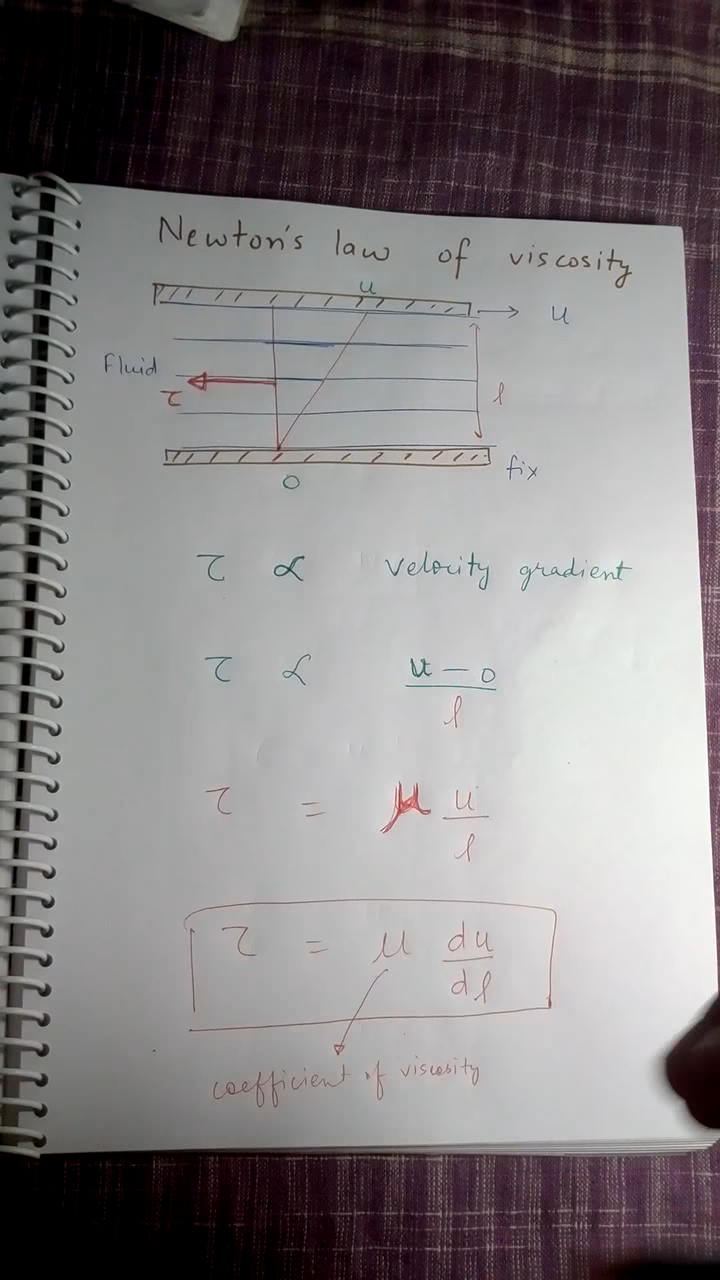 Newton's law of viscosity
u
u
Fluid
τ
l
fix
0
τ ∝ velocity gradient
τ ∝ u - 0 / l
τ = μ u / l
τ = μ du / dl
coefficient of viscosity